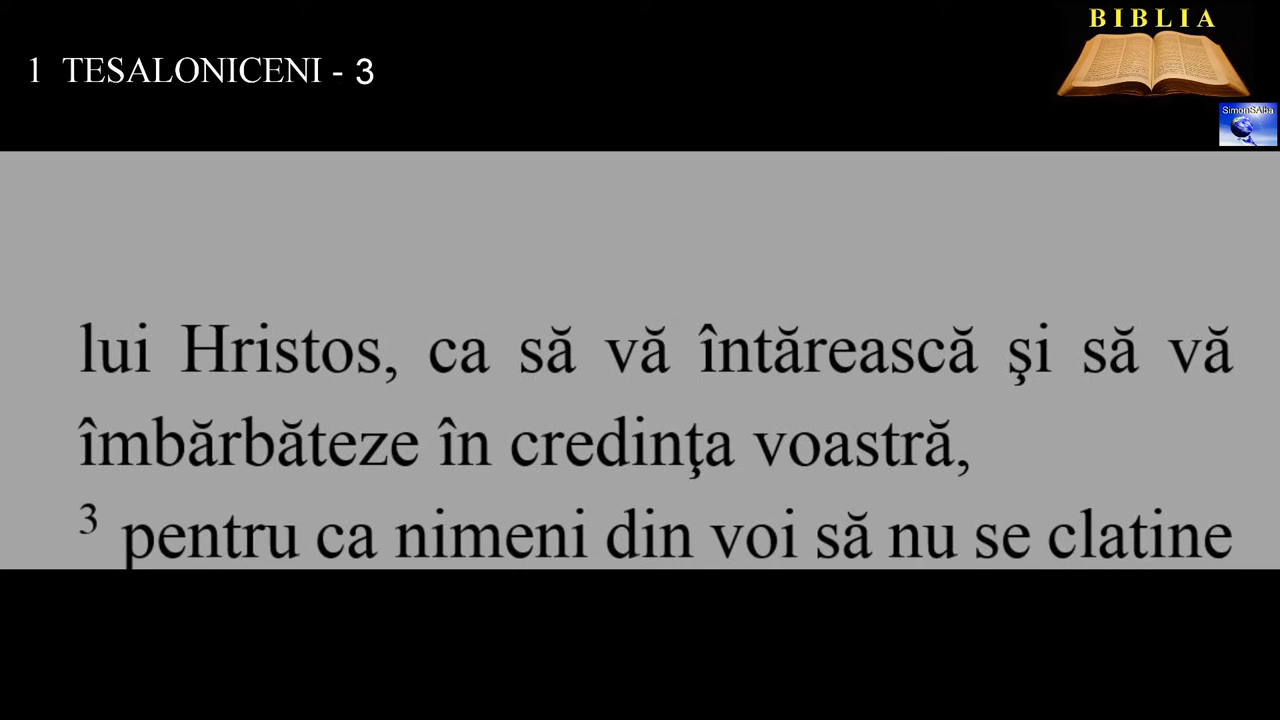 BIBLIA
1 TESALONICENI - 3
SimonSAlba
lui Hristos, ca să vă întărească şi să vă
îmbărbăteze în credinţa voastră,
3 pentru ca nimeni din voi să nu se clatine